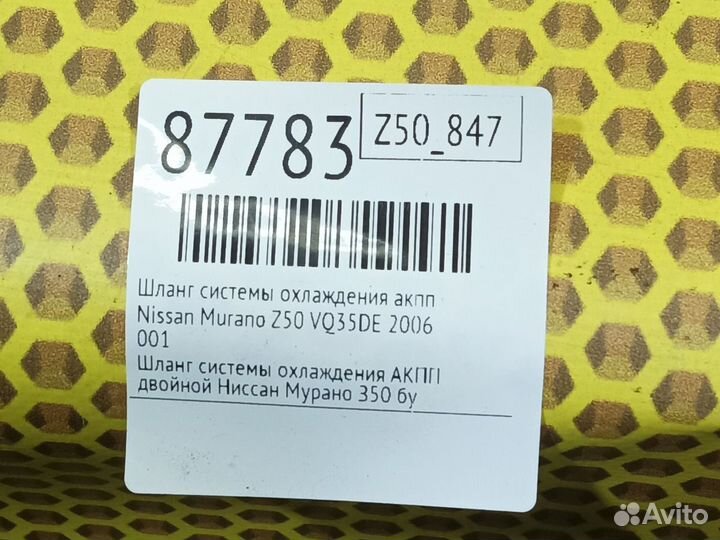 87783
Z50_847
Шланг системы охлаждения акпп
Nissan Murano Z50 VQ35DE 2006
001
Шланг системы охлаждения АКПП
двойной Ниссан Мурано 350 бу
Avito